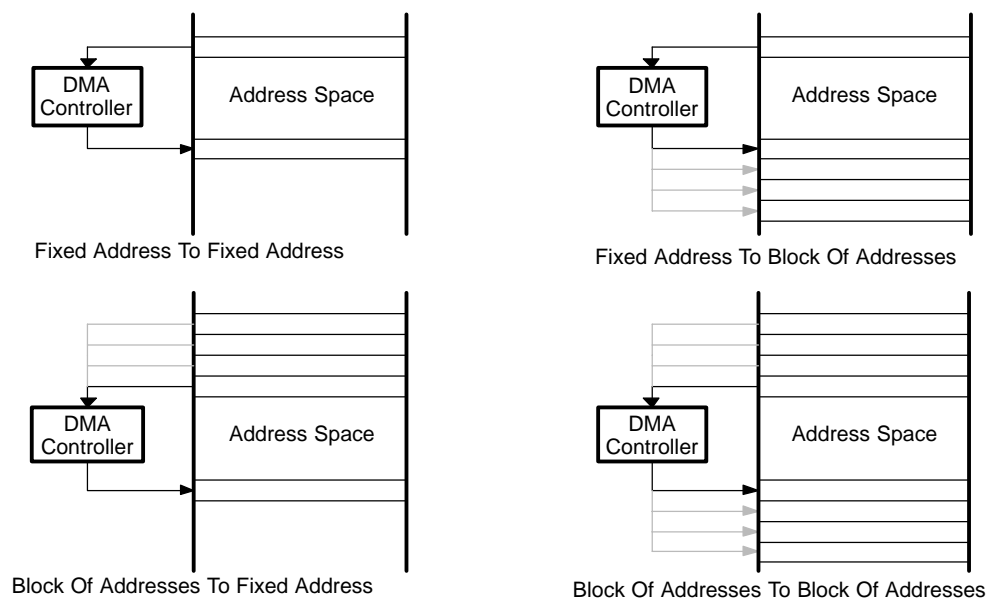 DMA
Controller
Address Space
Fixed Address To Fixed Address
DMA
Controller
Address Space
Fixed Address To Block Of Addresses
DMA
Controller
Address Space
Block Of Addresses To Fixed Address
DMA
Controller
Address Space
Block Of Addresses To Block Of Addresses